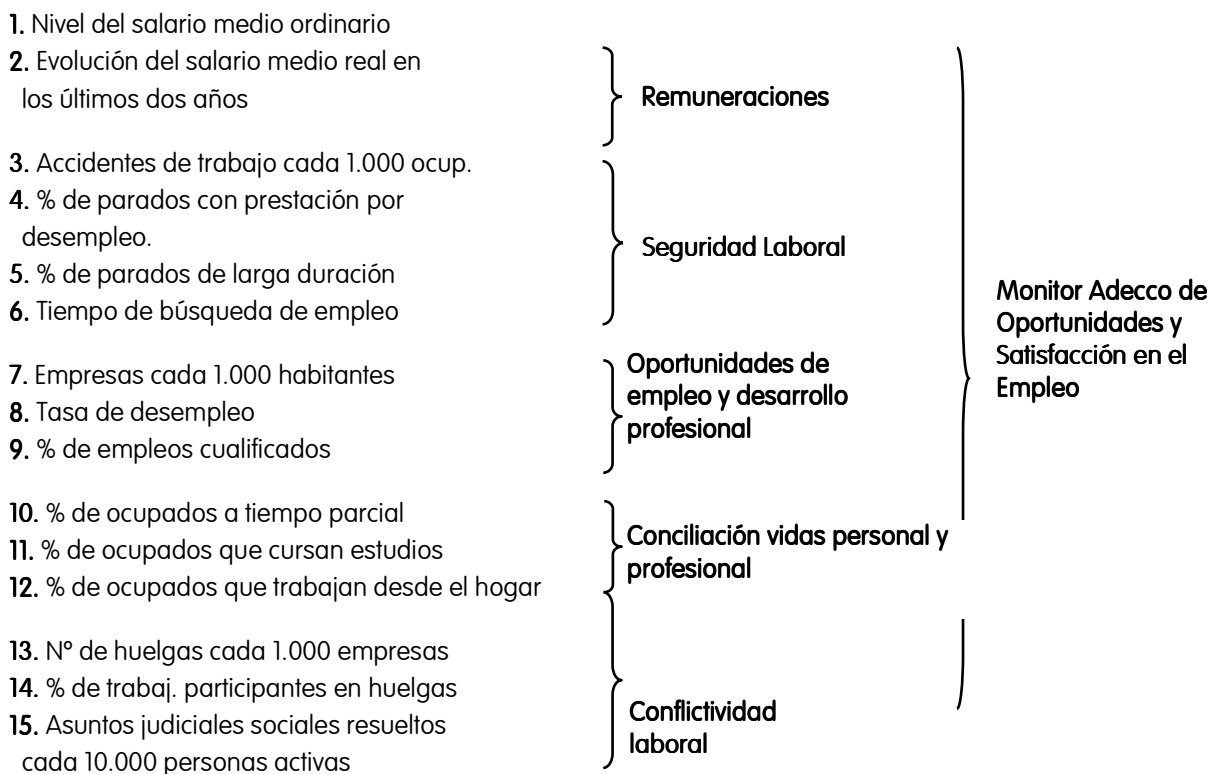 1. Nivel del salario medio ordinario
2. Evolución del salario medio real en
los últimos dos años
Remuneraciones
3. Accidentes de trabajo cada 1.000 ocup.
4. % de parados con prestación por
desempleo.
5. % de parados de larga duración
6. Tiempo de búsqueda de empleo
Seguridad Laboral
7. Empresas cada 1.000 habitantes
8. Tasa de desempleo
9. % de empleos cualificados
Oportunidades de
empleo y desarrollo
profesional
10. % de ocupados a tiempo parcial
11. % de ocupados que cursan estudios
12. % de ocupados que trabajan desde el hogar
Conciliación vidas personal y
profesional
13. Nº de huelgas cada 1.000 empresas
14. % de trabaj. participantes en huelgas
15. Asuntos judiciales sociales resueltos
cada 10.000 personas activas
Conflictividad
laboral
Monitor Adecco de
Oportunidades y
Satisfacción en el
Empleo